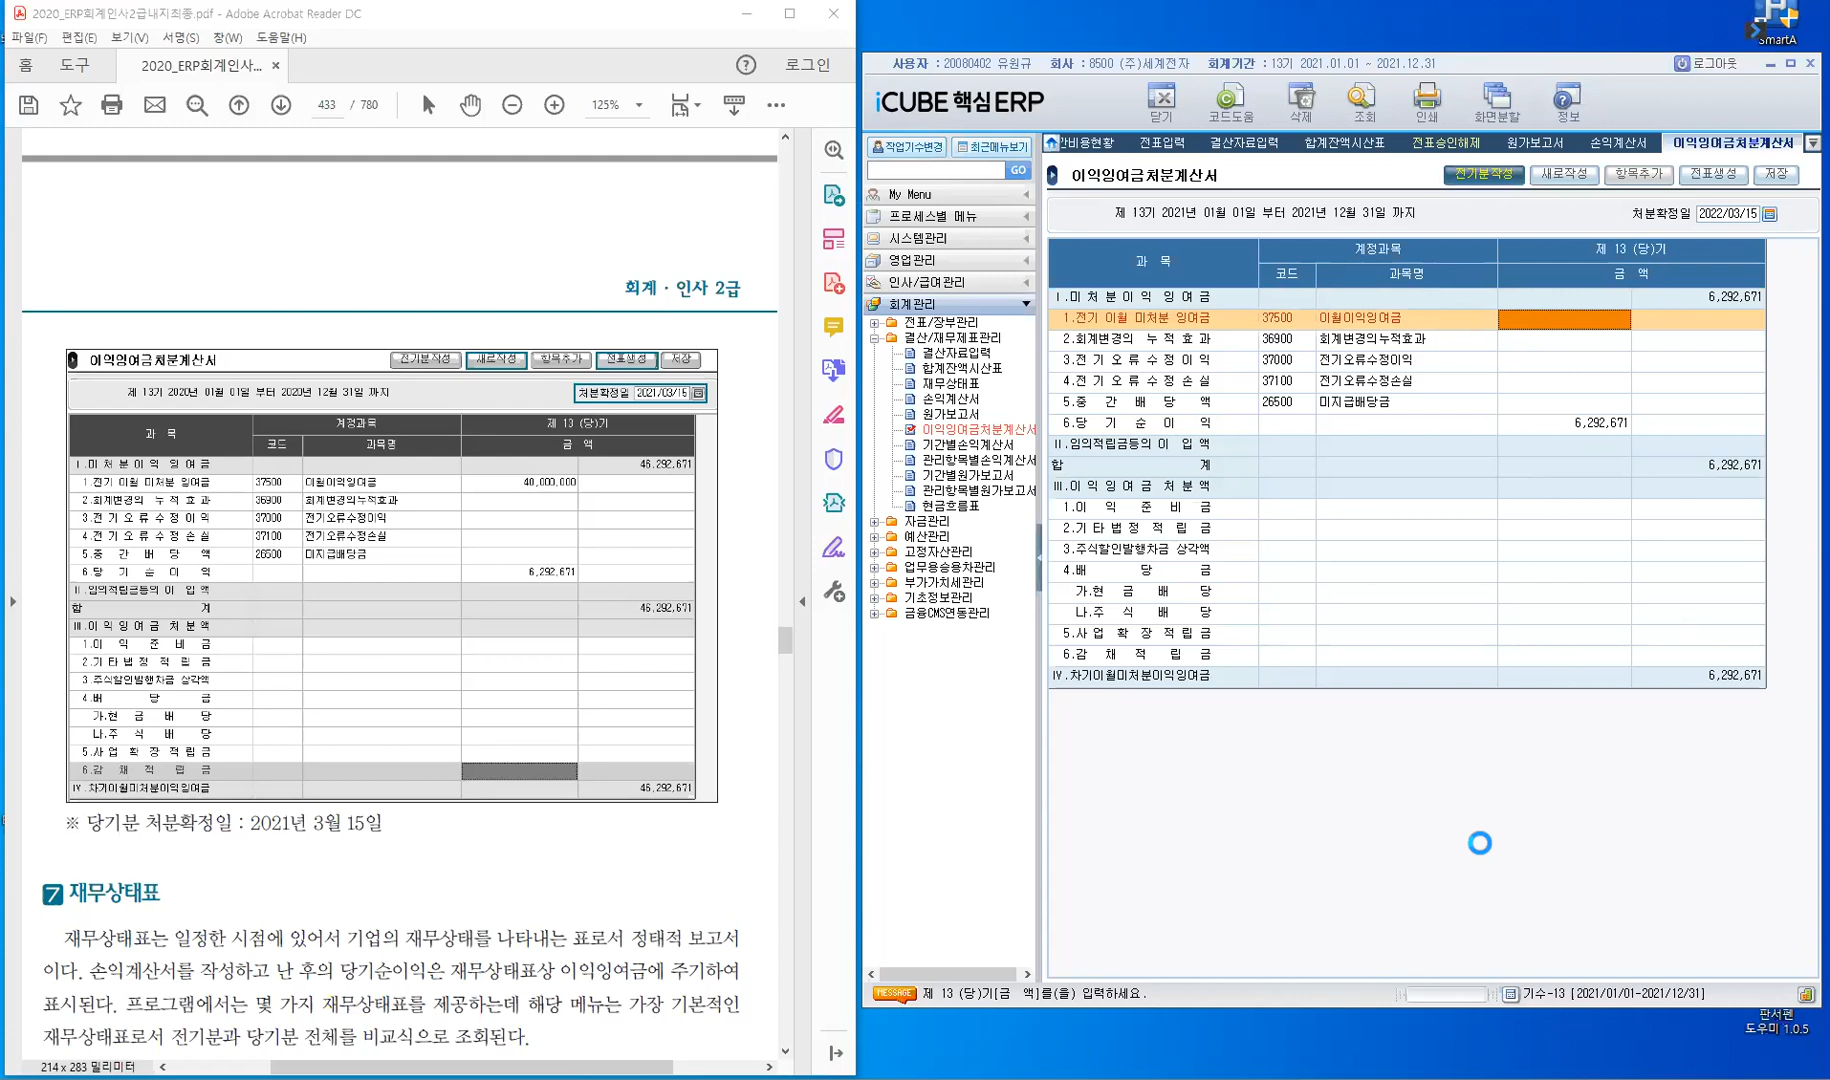 2020_ERP회계인사2급내지최종.pdf - Adobe Acrobat Reader DC
파일(F) 편집(E) 보기(V) 서명(S) 창(W) 도움말(H)
홈 도구 2020_ERP회계인사... × 로그인
433 / 780 125%
회계 · 인사 2급
이익잉여금처분계산서 전기분작성 새로작성 항목추가 전표생성 저장
제 13기 2020년 01월 01일 부터 2020년 12월 31일 까지 처분확정일 2021/03/15
과 목 계정과목 제 13 (당)기
코드 과목명 금 액
Ⅰ.미 처 분 이 익 잉 여 금 46,292,671
1.전기 이월 미처분 잉여금 37500 이월이익잉여금 40,000,000
2.회계변경의 누 적 효 과 36900 회계변경의누적효과
3.전 기 오 류 수 정 이 익 37000 전기오류수정이익
4.전 기 오 류 수 정 손 실 37100 전기오류수정손실
5.중 간 배 당 액 26500 미지급배당금
6.당 기 순 이 익 6,292,671
Ⅱ.임의적립금등의 이 입 액
합 계 46,292,671
Ⅲ.이 익 잉 여 금 처 분 액
1.이 익 준 비 금
2.기 타 법 정 적 립 금
3.주식할인발행차금 상각액
4.배 당 금
가.현 금 배 당
나.주 식 배 당
5.사 업 확 장 적 립 금
6.감 채 적 립 금
Ⅳ.차기이월미처분이익잉여금 46,292,671
※ 당기분 처분확정일 : 2021년 3월 15일
7 재무상태표
재무상태표는 일정한 시점에 있어서 기업의 재무상태를 나타내는 표로서 정태적 보고서
이다. 손익계산서를 작성하고 난 후의 당기순이익은 재무상태표상 이익잉여금에 주기하여
표시된다. 프로그램에서는 몇 가지 재무상태표를 제공하는데 해당 메뉴는 가장 기본적인
재무상태표로서 전기분과 당기분 전체를 비교식으로 조회된다.
214 x 283 밀리미터
SmartA
사용자 : 20080402 유원규 회사 : 8500 (주)세계전자 회계기간 : 13기 2021.01.01 ~ 2021.12.31 로그아웃
iCUBE 핵심ERP 닫기 코드도움 삭제 조회 인쇄 화면분할 정보
작업기수변경 최근메뉴보기
GO
My Menu
프로세스별 메뉴
시스템관리
영업관리
인사/급여관리
회계관리
전표/장부관리
결산/재무제표관리
결산자료입력
합계잔액시산표
재무상태표
손익계산서
원가보고서
이익잉여금처분계산서
기간별손익계산서
관리항목별손익계산서
기간별원가보고서
관리항목별원가보고서
현금흐름표
자금관리
예산관리
고정자산관리
업무용승용차관리
부가가치세관리
기초정보관리
금융CMS연동관리
간비용현황 전표입력 결산자료입력 합계잔액시산표 전표승인해제 원가보고서 손익계산서 이익잉여금처분계산서
이익잉여금처분계산서 전기분작성 새로작성 항목추가 전표생성 저장
제 13기 2021년 01월 01일 부터 2021년 12월 31일 까지 처분확정일 2022/03/15
과 목 계정과목 제 13 (당)기
코드 과목명 금 액
Ⅰ.미 처 분 이 익 잉 여 금 6,292,671
1.전기 이월 미처분 잉여금 37500 이월이익잉여금
2.회계변경의 누 적 효 과 36900 회계변경의누적효과
3.전 기 오 류 수 정 이 익 37000 전기오류수정이익
4.전 기 오 류 수 정 손 실 37100 전기오류수정손실
5.중 간 배 당 액 26500 미지급배당금
6.당 기 순 이 익 6,292,671
Ⅱ.임의적립금등의 이 입 액
합 계 6,292,671
Ⅲ.이 익 잉 여 금 처 분 액
1.이 익 준 비 금
2.기 타 법 정 적 립 금
3.주식할인발행차금 상각액
4.배 당 금
가.현 금 배 당
나.주 식 배 당
5.사 업 확 장 적 립 금
6.감 채 적 립 금
Ⅳ.차기이월미처분이익잉여금 6,292,671
MESSAGE 제 13 (당)기[금 액]를(을) 입력하세요. 기수-13 [2021/01/01-2021/12/31]
판서펜
도우미 1.0.5